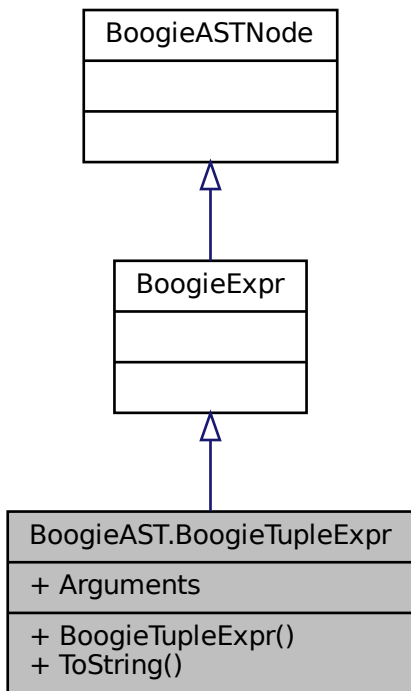 BoogieASTNode
BoogieExpr
BoogieAST.BoogieTupleExpr
+ Arguments
+ BoogieTupleExpr()
+ ToString()